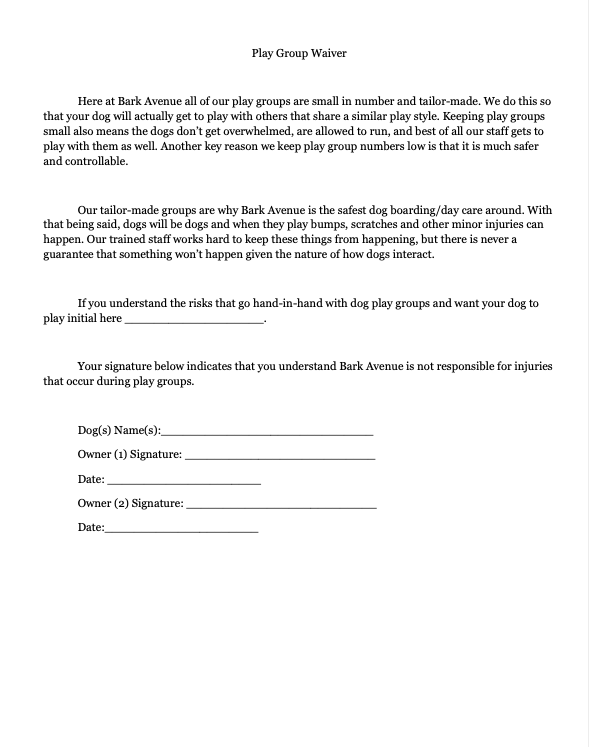 Play Group Waiver
Here at Bark Avenue all of our play groups are small in number and tailor-made. We do this so
that your dog will actually get to play with others that share a similar play style. Keeping play groups
small also means the dogs don't get overwhelmed, are allowed to run, and best of all our staff gets to
play with them as well. Another key reason we keep play group numbers low is that it is much safer
and controllable.
Our tailor-made groups are why Bark Avenue is the safest dog boarding/day care around. With
that being said, dogs will be dogs and when they play bumps, scratches and other minor injuries can
happen. Our trained staff works hard to keep these things from happening, but there is never a
guarantee that something won't happen given the nature of how dogs interact.
If you understand the risks that go hand-in-hand with dog play groups and want your dog to
play initial here ______________________.
Your signature below indicates that you understand Bark Avenue is not responsible for injuries
that occur during play groups.
Dog(s) Name(s):__________________________________
Owner (1) Signature: ______________________________
Date: ________________________
Owner (2) Signature: ______________________________
Date:________________________